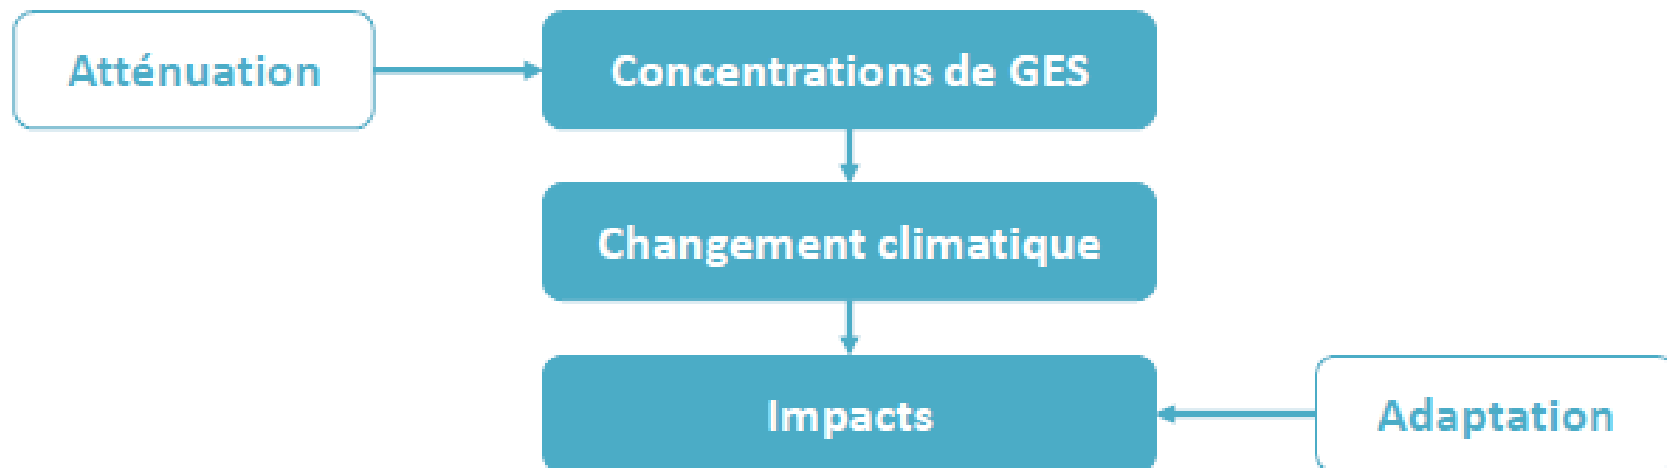 Atténuation
Concentrations de GES
Changement climatique
Impacts
Adaptation